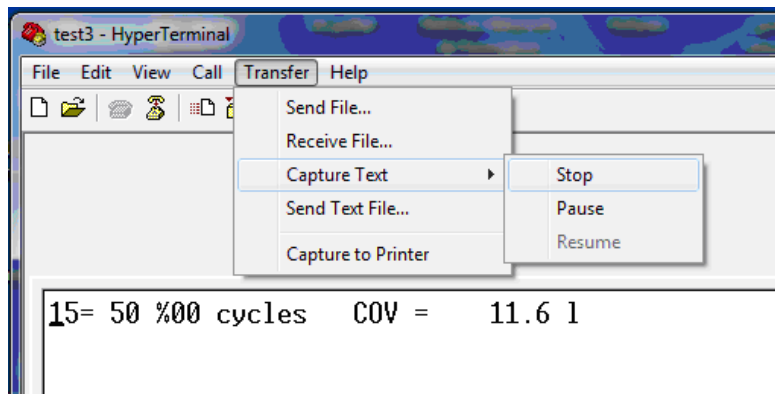 test3 - HyperTerminal
File Edit View Call Transfer Help
Send File...
Receive File...
Capture Text
Send Text File...
Capture to Printer
Stop
Pause
Resume
15= 50 %00 cycles COV = 11.6 l